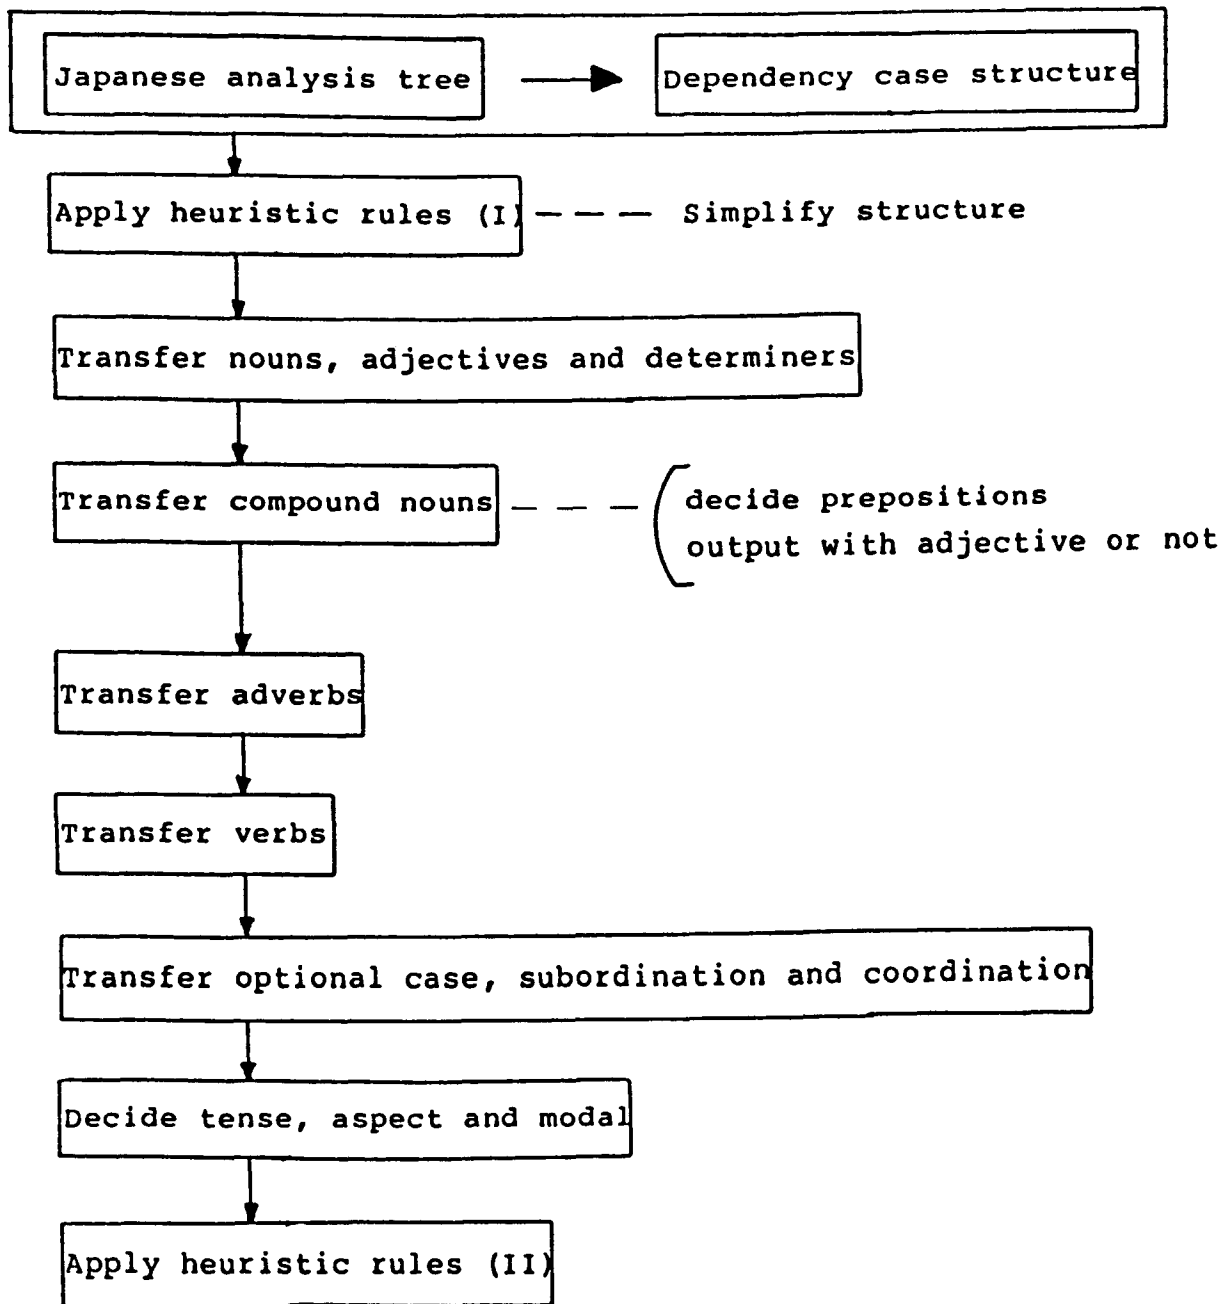 Japanese analysis tree
Dependency case structure
Apply heuristic rules (I)
Simplify structure
Transfer nouns, adjectives and determiners
Transfer compound nouns
decide prepositions
output with adjective or not
Transfer adverbs
Transfer verbs
Transfer optional case, subordination and coordination
Decide tense, aspect and modal
Apply heuristic rules (II)